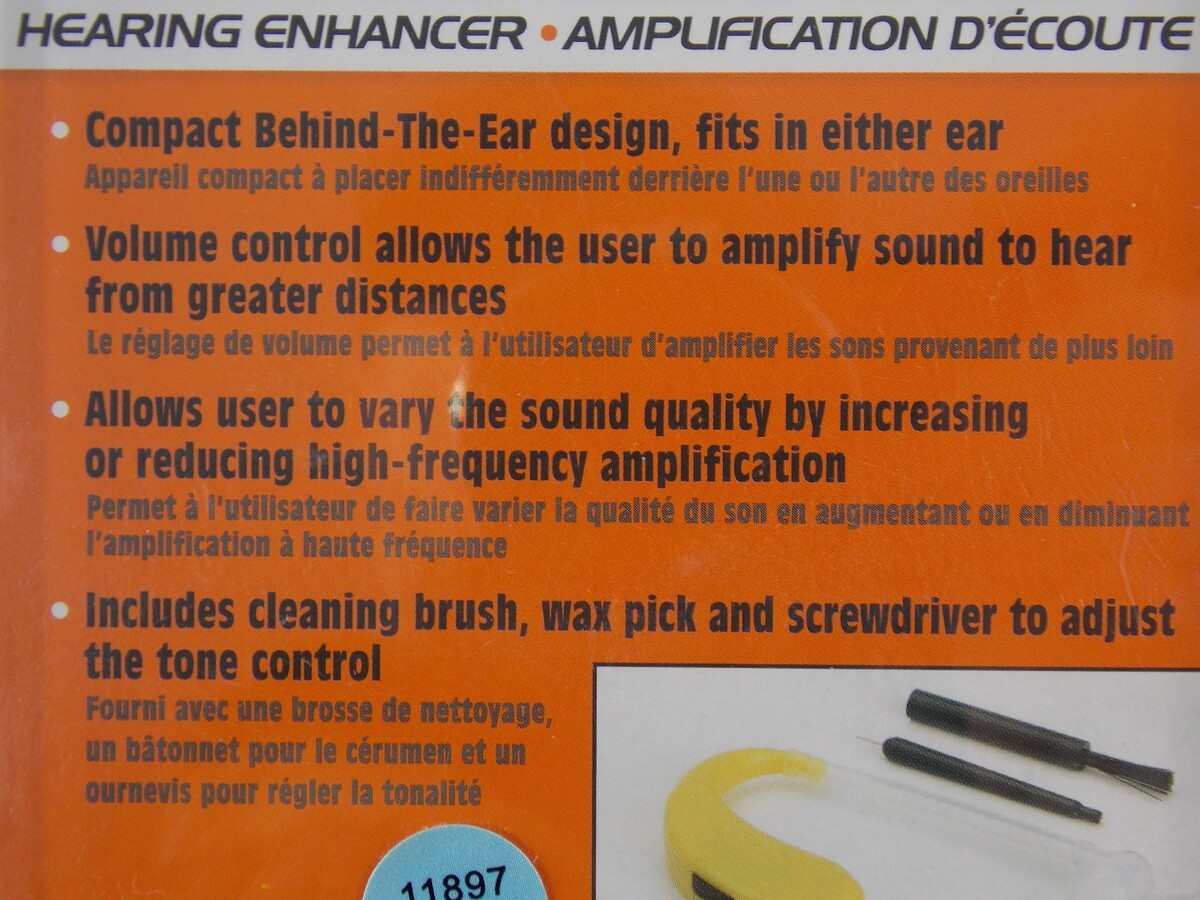 HEARING ENHANCER • AMPLIFICATION D'ÉCOUTE
• Compact Behind-The-Ear design, fits in either ear
Appareil compact à placer indifféremment derrière l'une ou l'autre des oreilles
• Volume control allows the user to amplify sound to hear
from greater distances
Le réglage de volume permet à l'utilisateur d'amplifier les sons provenant de plus loin
• Allows user to vary the sound quality by increasing
or reducing high-frequency amplification
Permet à l'utilisateur de faire varier la qualité du son en augmentant ou en diminuant
l'amplification à haute fréquence
• Includes cleaning brush, wax pick and screwdriver to adjust
the tone control
Fourni avec une brosse de nettoyage,
un bâtonnet pour le cérumen et un
ournevis pour régler la tonalité
11897